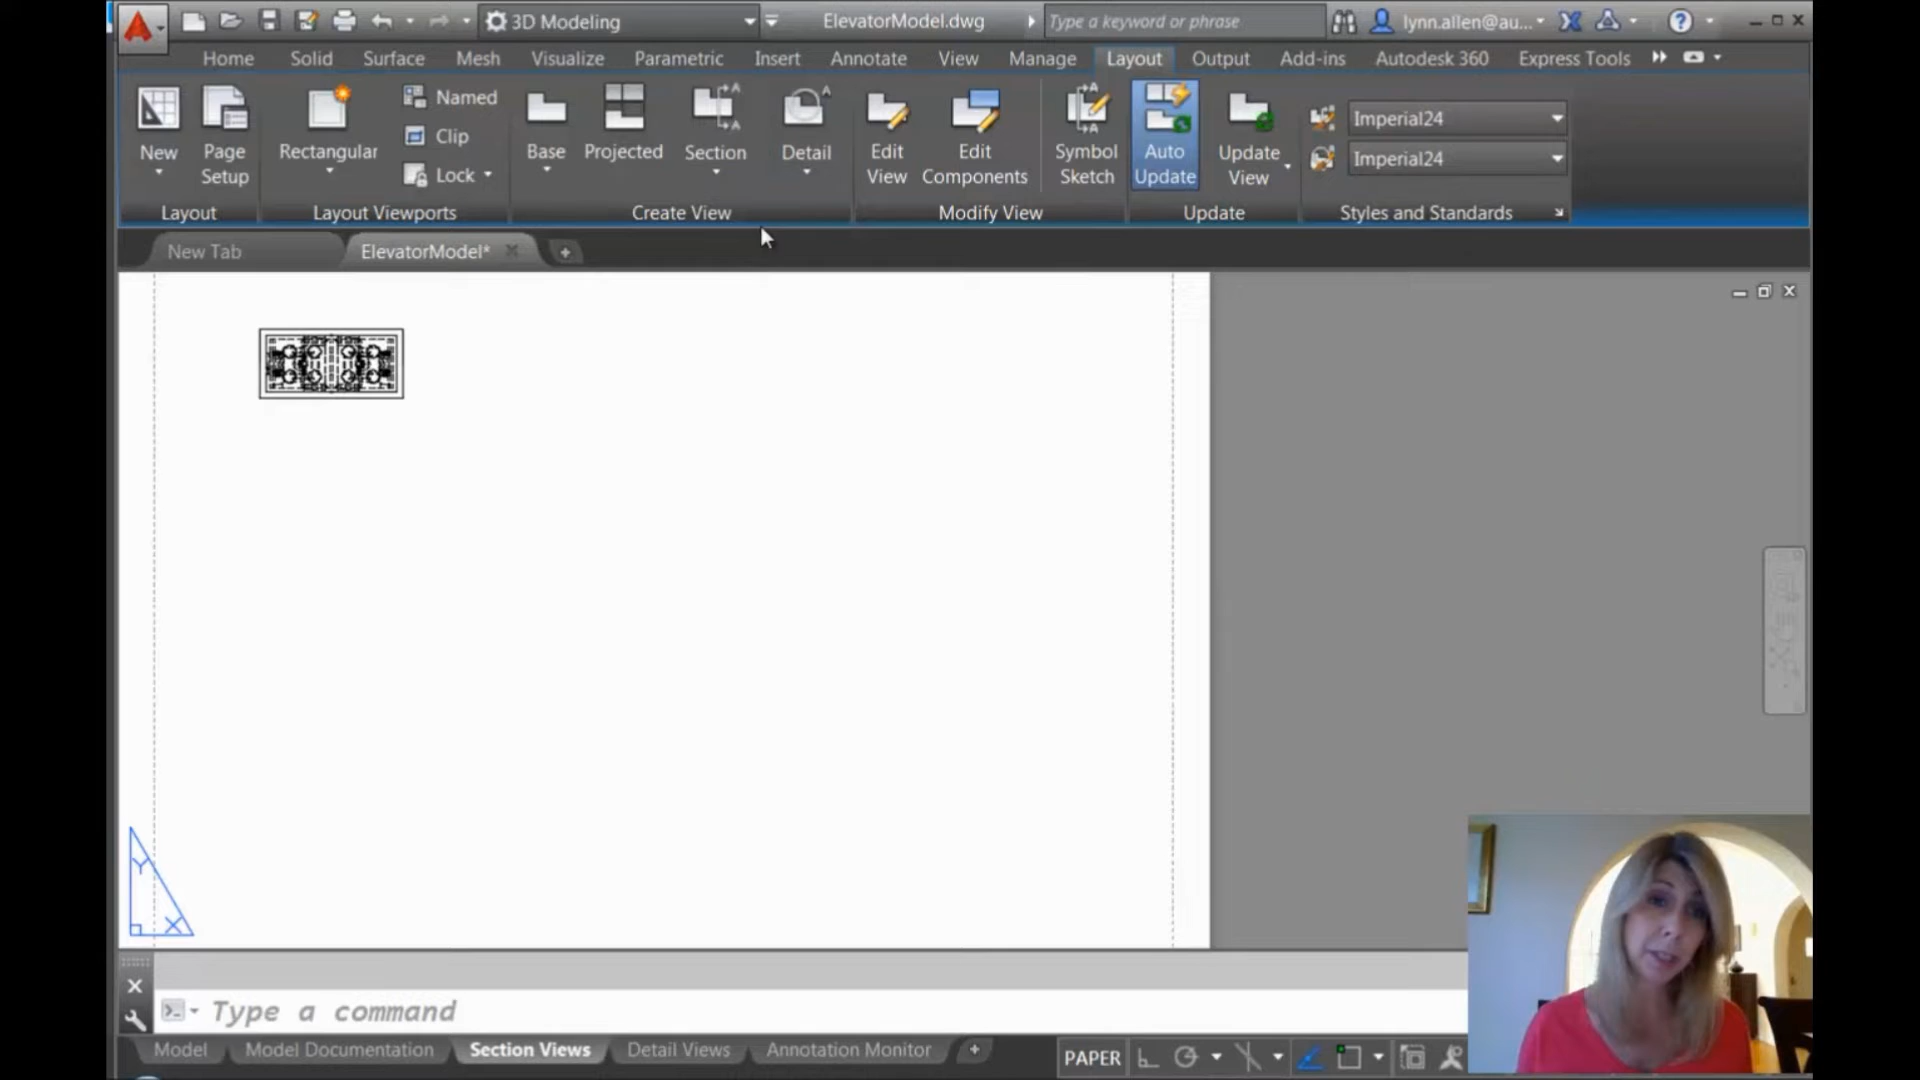 3D Modeling
ElevatorModel.dwg
Type a keyword or phrase
lynn.allen@au...
Home Solid Surface Mesh Visualize Parametric Insert Annotate View Manage Layout Output Add-ins Autodesk 360 Express Tools
New
Page
Setup
Rectangular
Named
Clip
Lock
Base
Projected
Section
Detail
Edit
View
Edit
Components
Symbol
Sketch
Auto
Update
Update
View
Imperial24
Imperial24
Layout
Layout Viewports
Create View
Modify View
Update
Styles and Standards
New Tab
ElevatorModel*
Y
X
Type a command
Model
Model Documentation
Section Views
Detail Views
Annotation Monitor
PAPER